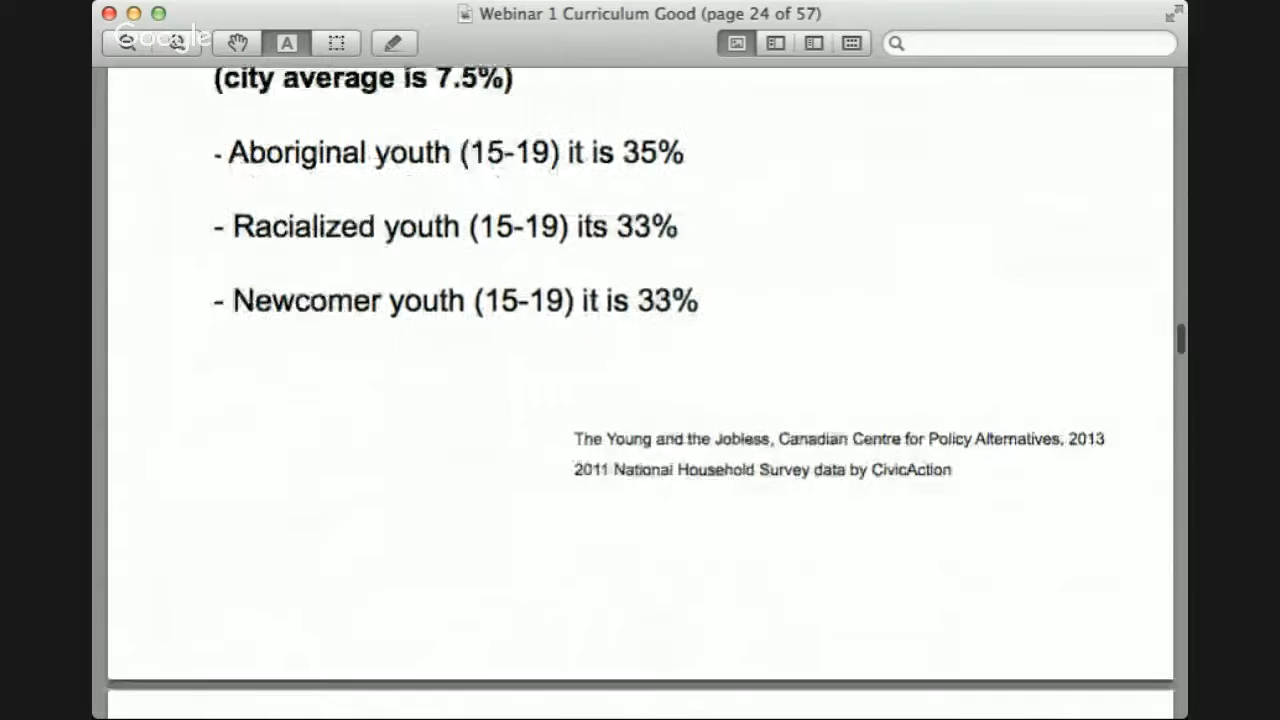 Webinar 1 Curriculum Good (page 24 of 57)
Google
A
(city average is 7.5%)
- Aboriginal youth (15-19) it is 35%
- Racialized youth (15-19) its 33%
- Newcomer youth (15-19) it is 33%
The Young and the Jobless, Canadian Centre for Policy Alternatives, 2013
2011 National Household Survey data by CivicAction